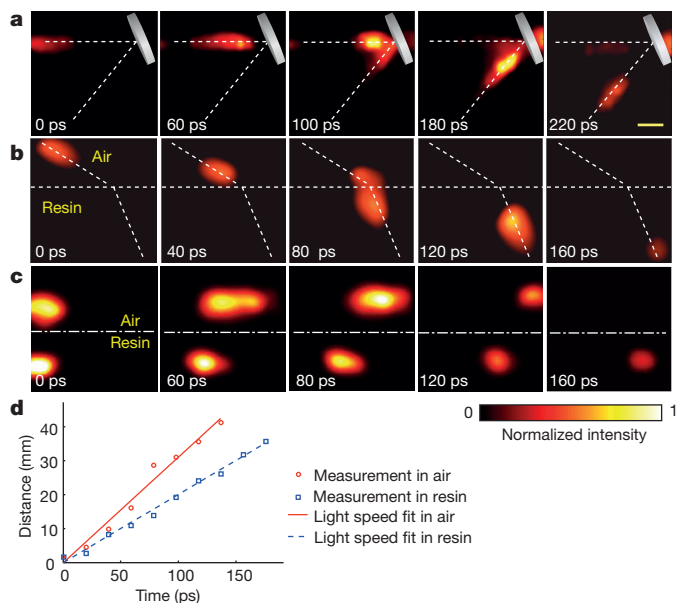 a
0 ps
60 ps
100 ps
180 ps
220 ps
b
Air
Resin
0 ps
40 ps
80 ps
120 ps
160 ps
c
Air
Resin
0 ps
60 ps
80 ps
120 ps
160 ps
d
40
30
20
10
0
Distance (mm)
0
50
100
150
Time (ps)
0
1
Normalized intensity
Measurement in air
Measurement in resin
Light speed fit in air
Light speed fit in resin